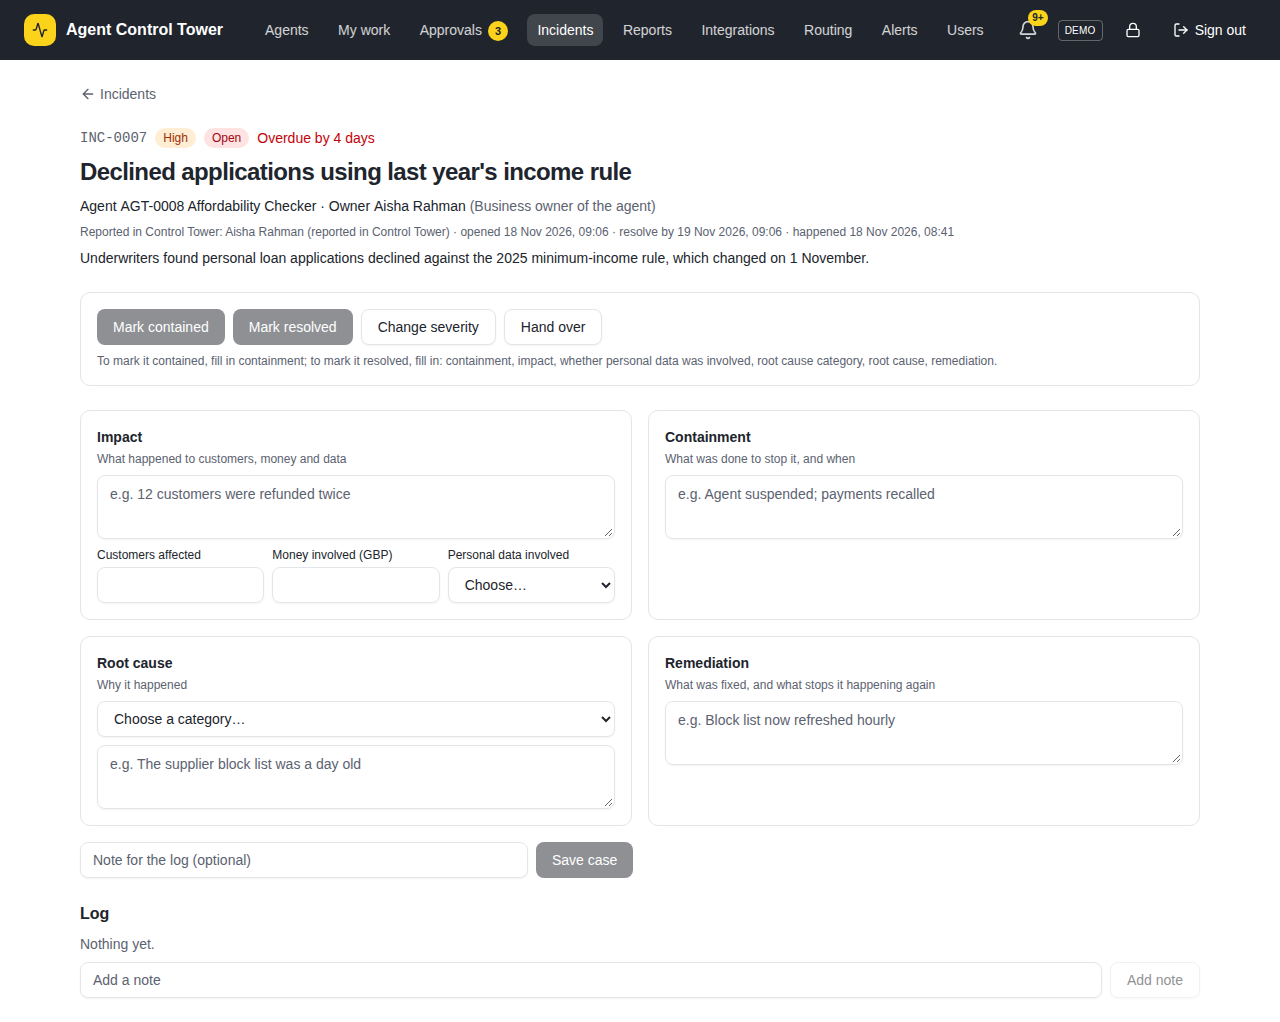 Agent Control Tower Agents My work Approvals 3 Incidents Reports Integrations Routing Alerts Users 9+ DEMO Sign out
Incidents
INC-0007 High Open Overdue by 4 days
Declined applications using last year's income rule
Agent AGT-0008 Affordability Checker · Owner Aisha Rahman (Business owner of the agent)
Reported in Control Tower: Aisha Rahman (reported in Control Tower) · opened 18 Nov 2026, 09:06 · resolve by 19 Nov 2026, 09:06 · happened 18 Nov 2026, 08:41
Underwriters found personal loan applications declined against the 2025 minimum-income rule, which changed on 1 November.
Mark contained Mark resolved Change severity Hand over
To mark it contained, fill in containment; to mark it resolved, fill in: containment, impact, whether personal data was involved, root cause category, root cause, remediation.
Impact
What happened to customers, money and data
e.g. 12 customers were refunded twice
Customers affected Money involved (GBP) Personal data involved
Choose…
Containment
What was done to stop it, and when
e.g. Agent suspended; payments recalled
Root cause
Why it happened
Choose a category…
e.g. The supplier block list was a day old
Remediation
What was fixed, and what stops it happening again
e.g. Block list now refreshed hourly
Note for the log (optional) Save case
Log
Nothing yet.
Add a note Add note